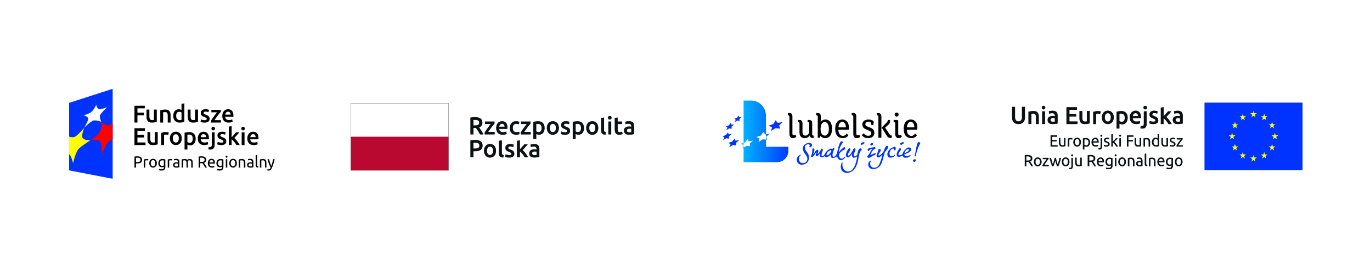 Fundusze
Europejskie
Program Regionalny
Rzeczpospolita
Polska
lubelskie
Smakuj życie!
Unia Europejska
Europejski Fundusz
Rozwoju Regionalnego